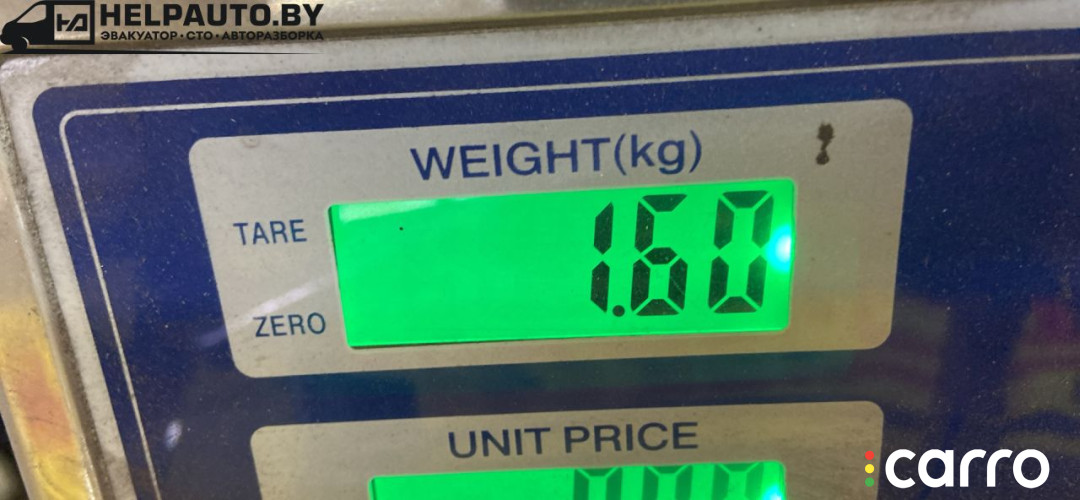 HELPAUTO.BY
ЭВАКУАТОР • СТО • АВТОРАЗБОРКА
WEIGHT(kg)
TARE
1.60
ZERO
UNIT PRICE
carro